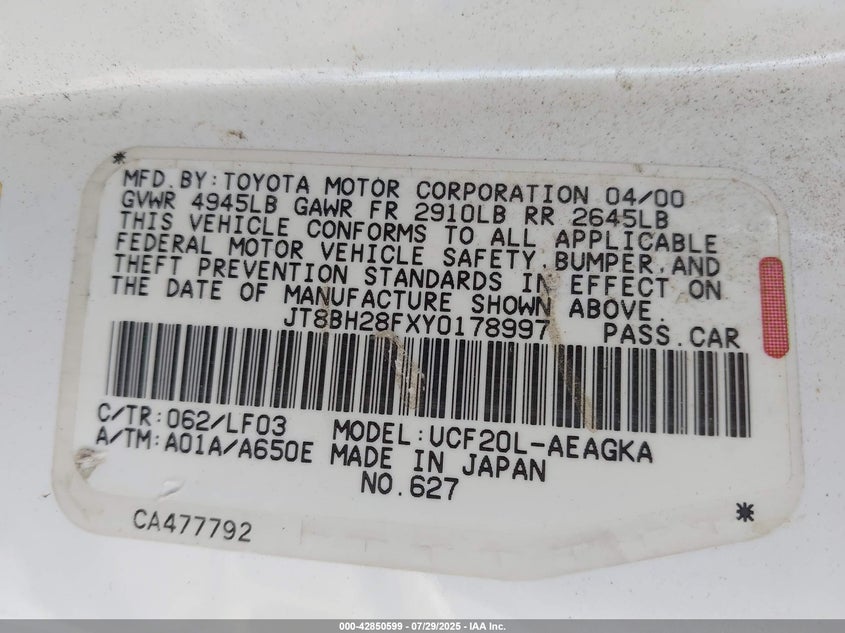 MFD.BY:TOYOTA MOTOR CORPORATION 04/00
GVWR 4945LB GAWR FR 2910LB RR 2645LB
THIS VEHICLE CONFORMS TO ALL APPLICABLE
FEDERAL MOTOR VEHICLE SAFETY,BUMPER,AND
THEFT PREVENTION STANDARDS IN EFFECT ON
THE DATE OF MANUFACTURE SHOWN ABOVE.
JT8BH28FXY0178997 PASS.CAR
C/TR:062/LF03 MODEL:UCF20L-AEAGKA
A/TM:A01A/A650E MADE IN JAPAN
NO.627
CA477792
000-42850599 | 07/29/2025 - IAA Inc.